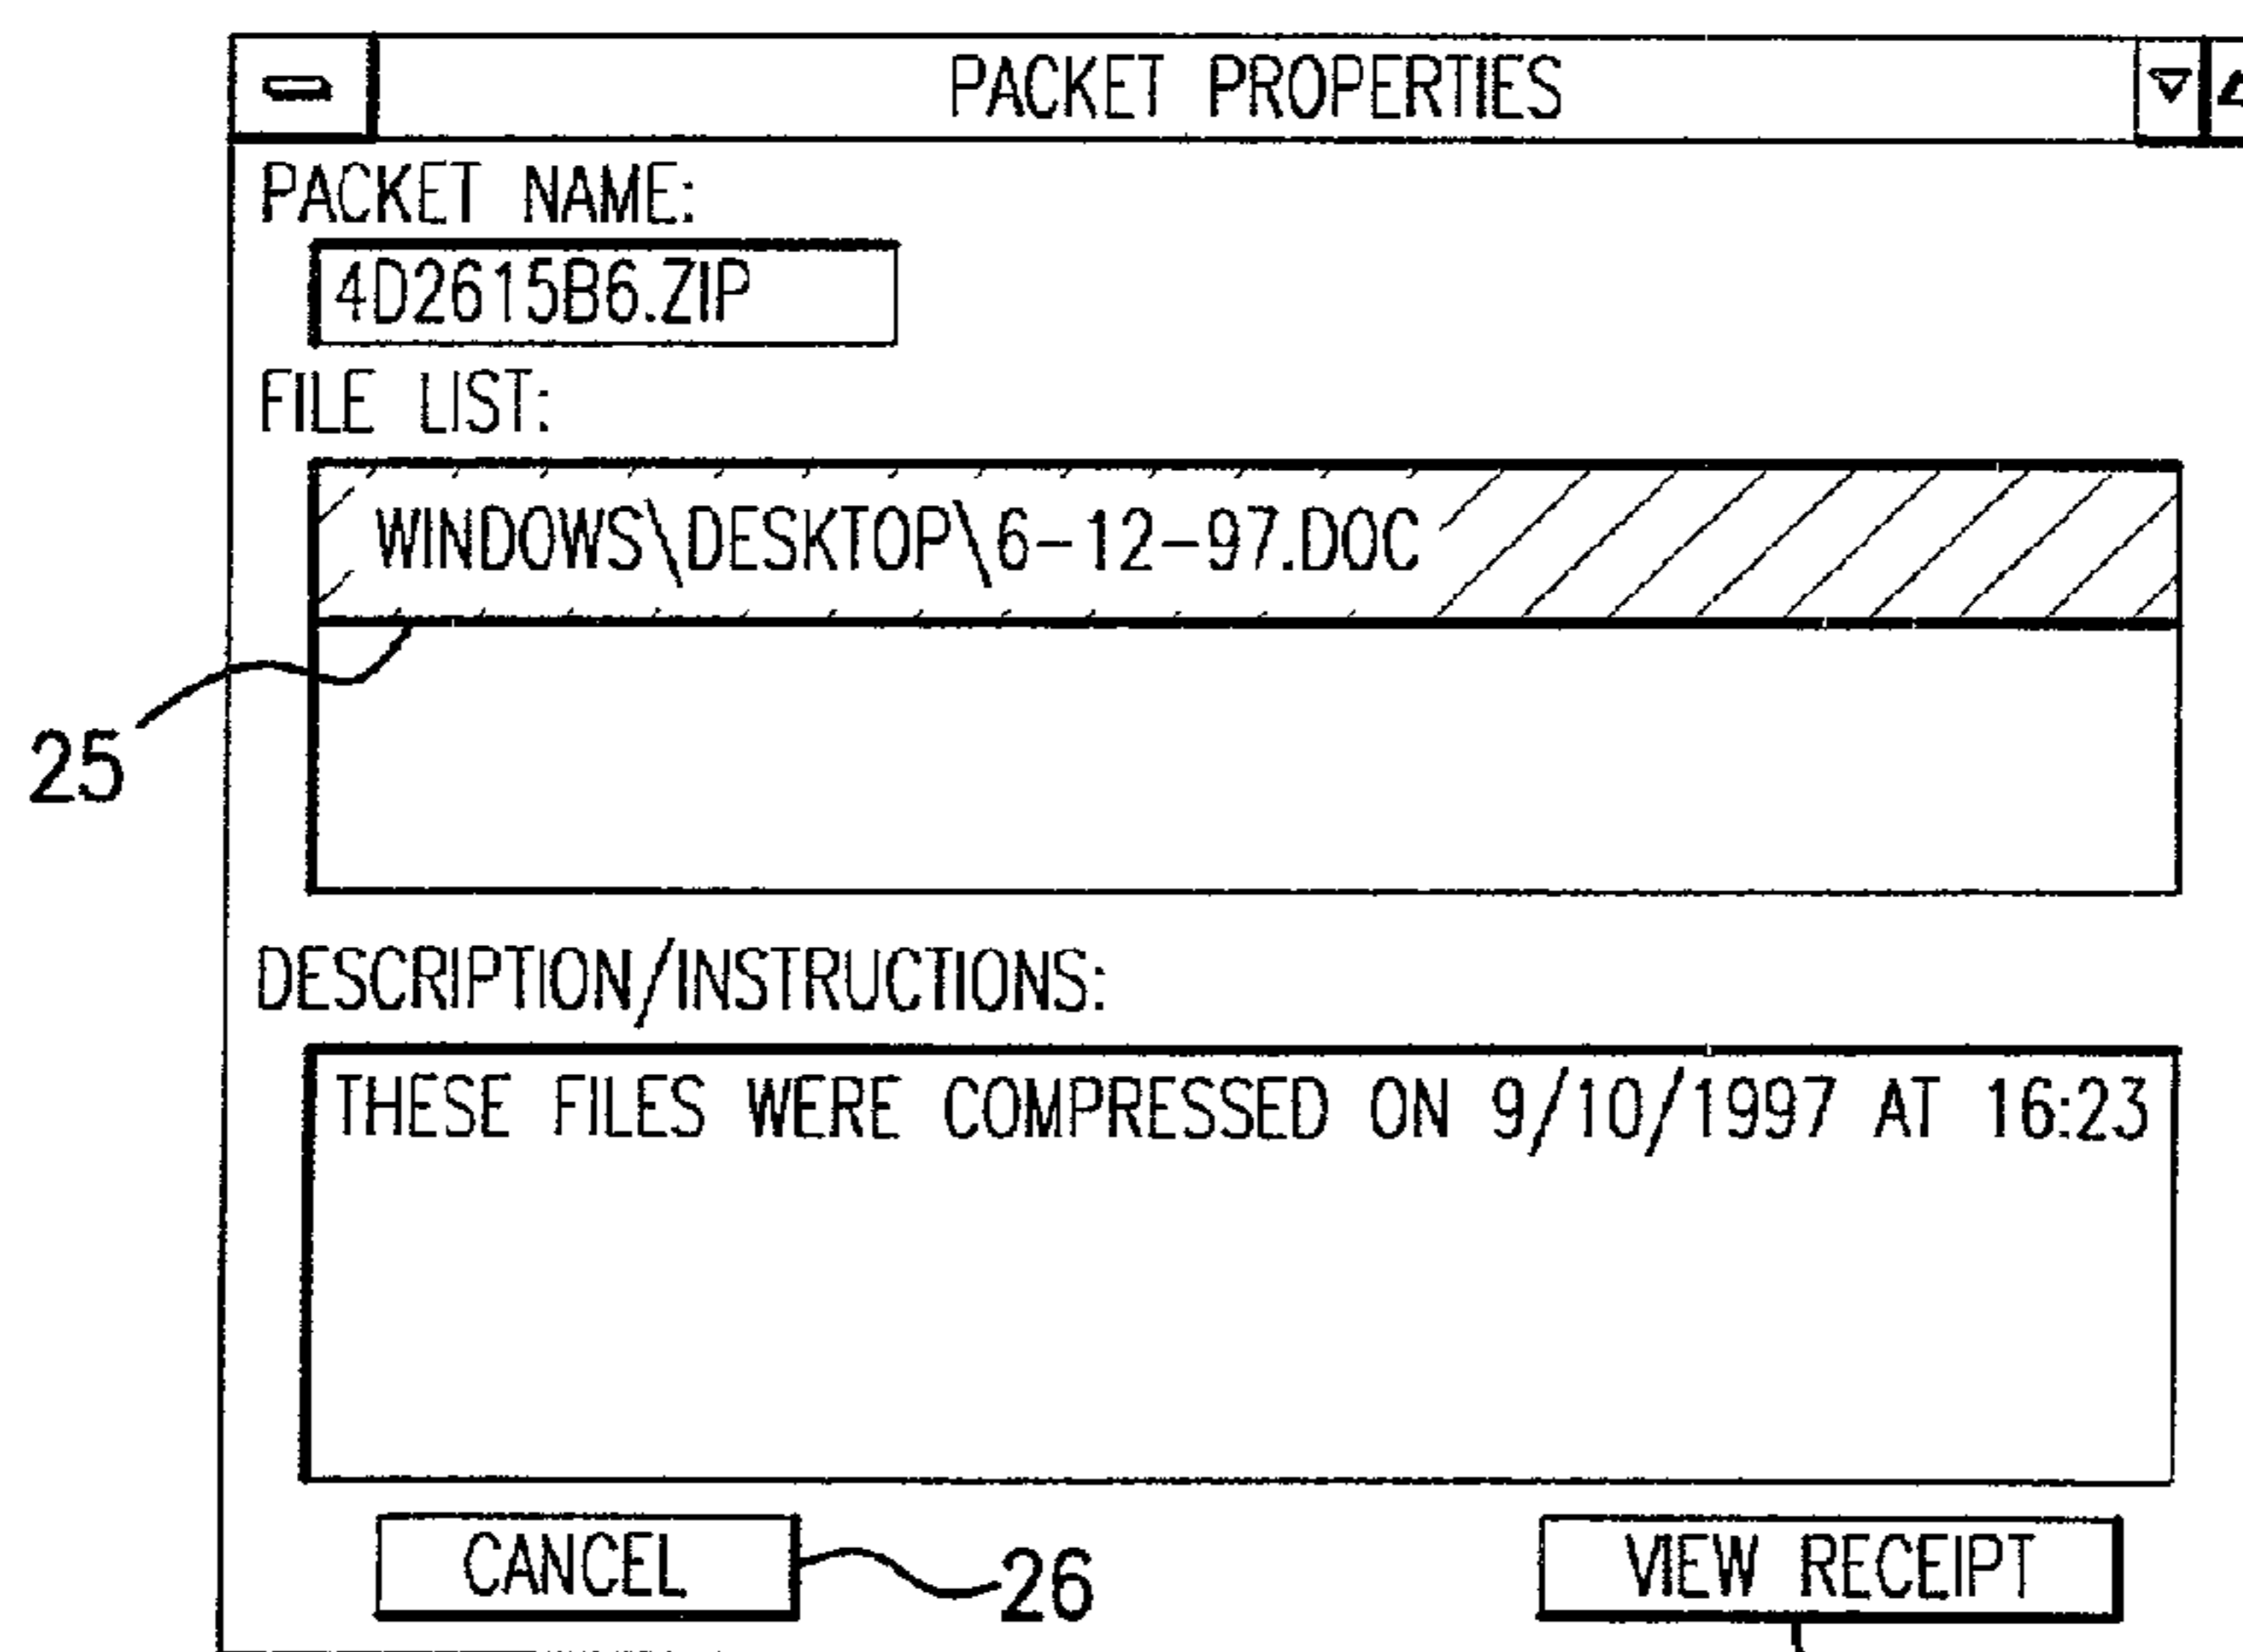 PACKET PROPERTIES
PACKET NAME:
4D2615B6.ZIP
FILE LIST:
WINDOWS\DESKTOP\6-12-97.DOC
25
DESCRIPTION/INSTRUCTIONS:
THESE FILES WERE COMPRESSED ON 9/10/1997 AT 16:23
CANCEL
26
VIEW RECEIPT